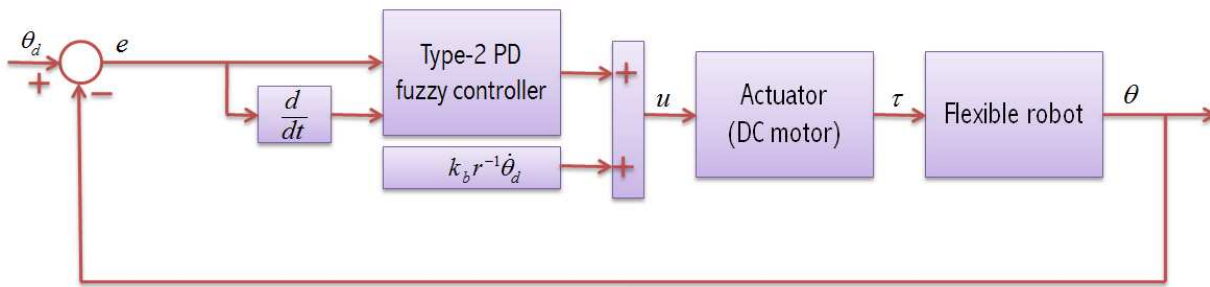 θ_d
+
−
e
d/dt
Type-2 PD
fuzzy controller
k_b r^{-1} θ̇_d
+
+
u
Actuator
(DC motor)
τ
Flexible robot
θ